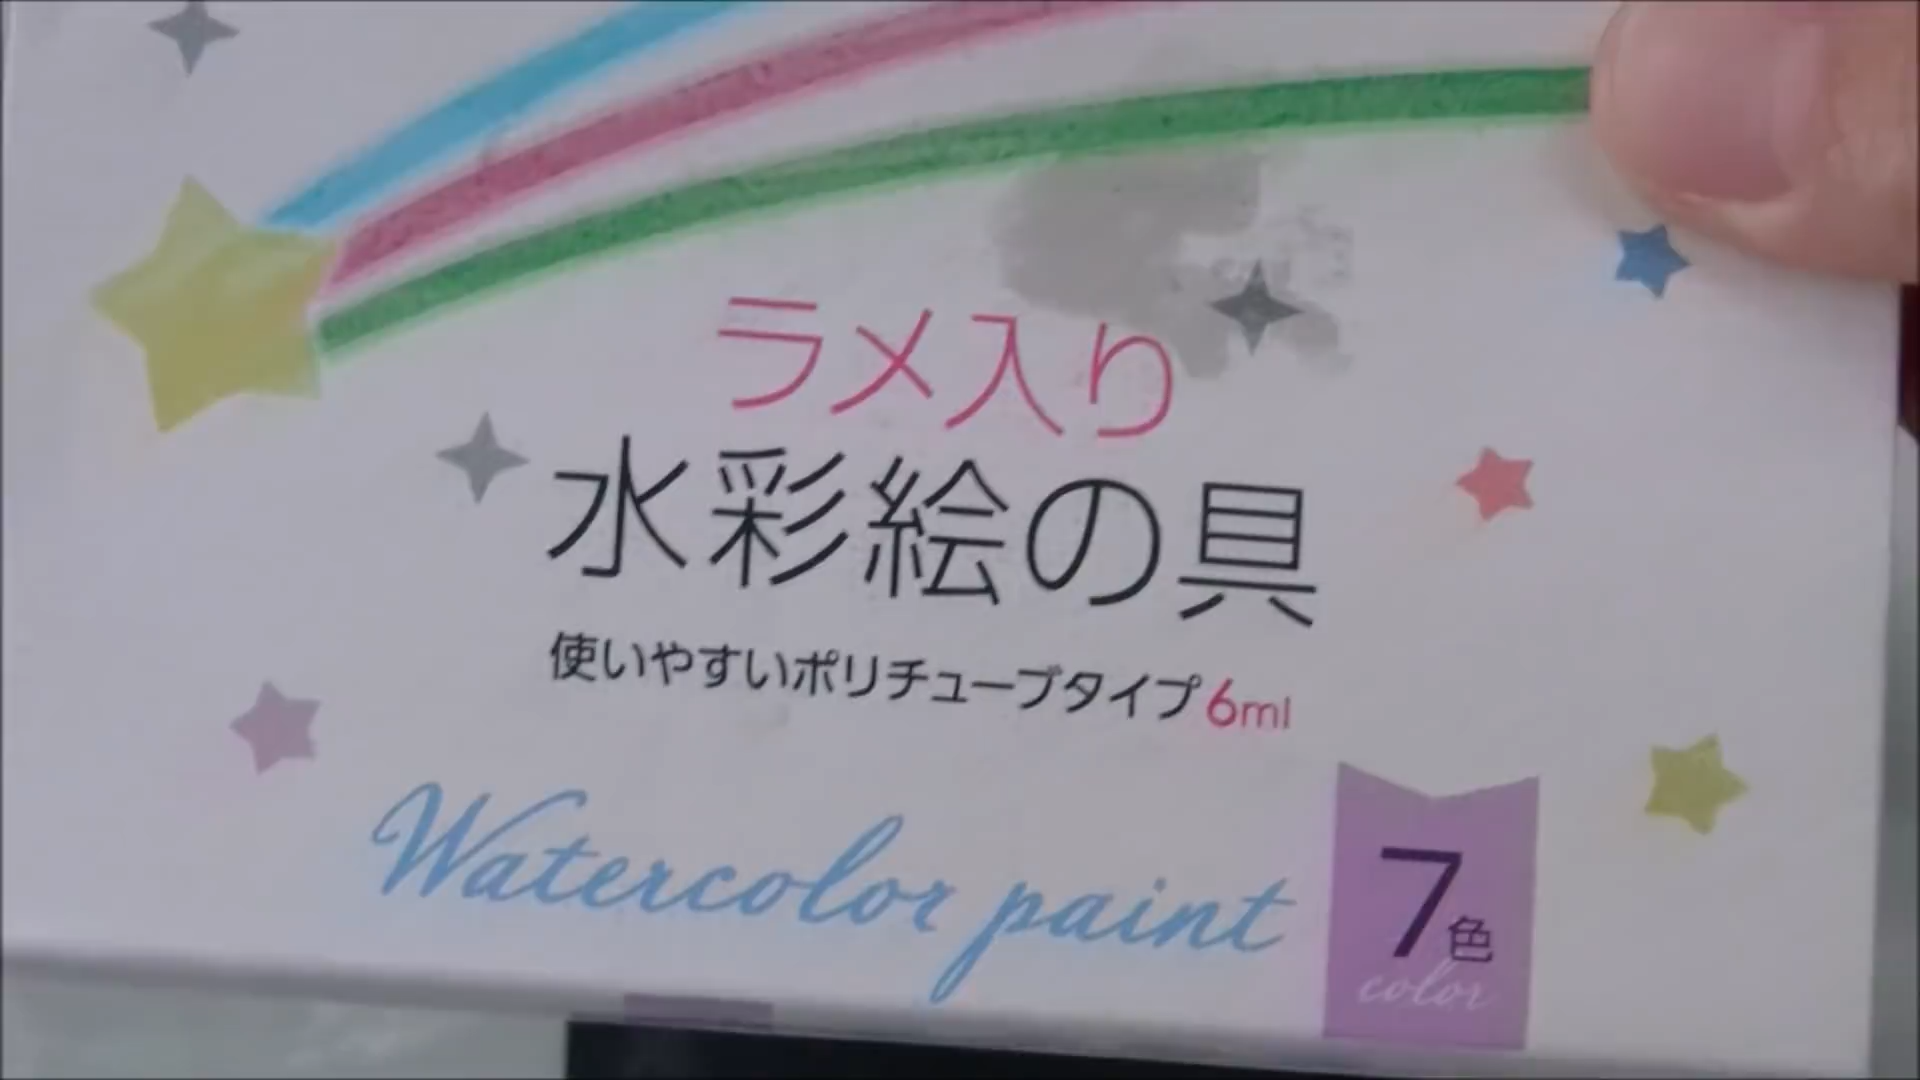 ラメ入り
水彩絵の具
使いやすいポリチューブタイプ6ml
Watercolor paint
7色
color